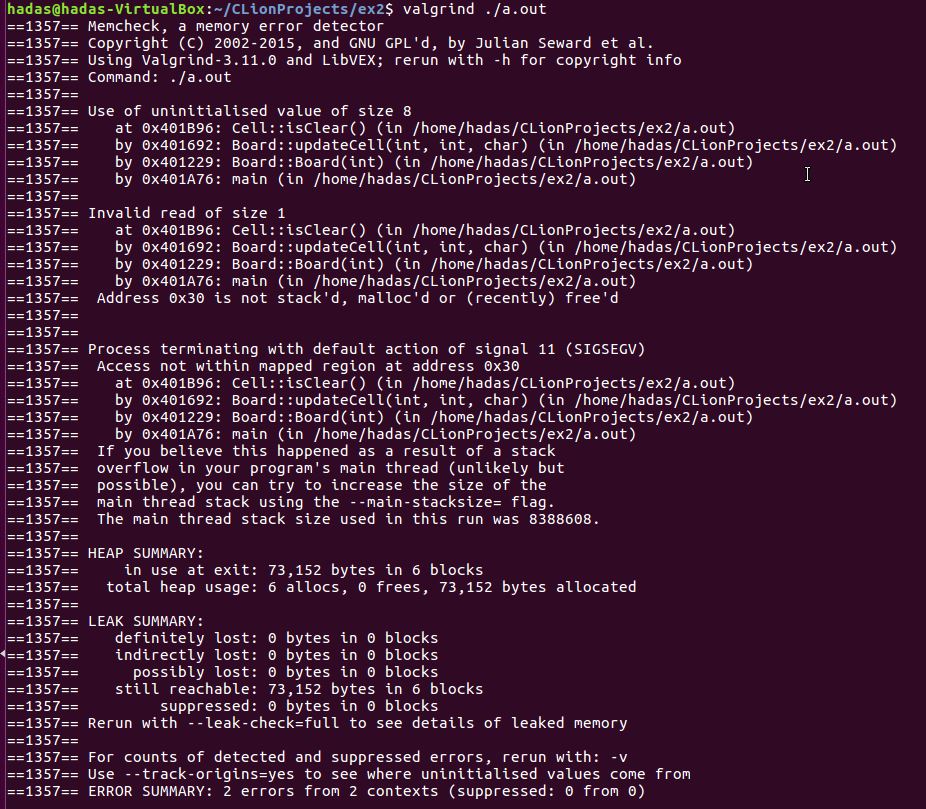 hadas@hadas-VirtualBox:~/CLionProjects/ex2$ valgrind ./a.out
==1357== Memcheck, a memory error detector
==1357== Copyright (C) 2002-2015, and GNU GPL'd, by Julian Seward et al.
==1357== Using Valgrind-3.11.0 and LibVEX; rerun with -h for copyright info
==1357== Command: ./a.out
==1357==
==1357== Use of uninitialised value of size 8
==1357==    at 0x401B96: Cell::isClear() (in /home/hadas/CLionProjects/ex2/a.out)
==1357==    by 0x401692: Board::updateCell(int, int, char) (in /home/hadas/CLionProjects/ex2/a.out)
==1357==    by 0x401229: Board::Board(int) (in /home/hadas/CLionProjects/ex2/a.out)
==1357==    by 0x401A76: main (in /home/hadas/CLionProjects/ex2/a.out)
==1357==
==1357== Invalid read of size 1
==1357==    at 0x401B96: Cell::isClear() (in /home/hadas/CLionProjects/ex2/a.out)
==1357==    by 0x401692: Board::updateCell(int, int, char) (in /home/hadas/CLionProjects/ex2/a.out)
==1357==    by 0x401229: Board::Board(int) (in /home/hadas/CLionProjects/ex2/a.out)
==1357==    by 0x401A76: main (in /home/hadas/CLionProjects/ex2/a.out)
==1357==  Address 0x30 is not stack'd, malloc'd or (recently) free'd
==1357==
==1357==
==1357== Process terminating with default action of signal 11 (SIGSEGV)
==1357==  Access not within mapped region at address 0x30
==1357==    at 0x401B96: Cell::isClear() (in /home/hadas/CLionProjects/ex2/a.out)
==1357==    by 0x401692: Board::updateCell(int, int, char) (in /home/hadas/CLionProjects/ex2/a.out)
==1357==    by 0x401229: Board::Board(int) (in /home/hadas/CLionProjects/ex2/a.out)
==1357==    by 0x401A76: main (in /home/hadas/CLionProjects/ex2/a.out)
==1357==  If you believe this happened as a result of a stack
==1357==  overflow in your program's main thread (unlikely but
==1357==  possible), you can try to increase the size of the
==1357==  main thread stack using the --main-stacksize= flag.
==1357==  The main thread stack size used in this run was 8388608.
==1357==
==1357== HEAP SUMMARY:
==1357==     in use at exit: 73,152 bytes in 6 blocks
==1357==   total heap usage: 6 allocs, 0 frees, 73,152 bytes allocated
==1357==
==1357== LEAK SUMMARY:
==1357==    definitely lost: 0 bytes in 0 blocks
==1357==    indirectly lost: 0 bytes in 0 blocks
==1357==      possibly lost: 0 bytes in 0 blocks
==1357==    still reachable: 73,152 bytes in 6 blocks
==1357==         suppressed: 0 bytes in 0 blocks
==1357== Rerun with --leak-check=full to see details of leaked memory
==1357==
==1357== For counts of detected and suppressed errors, rerun with: -v
==1357== Use --track-origins=yes to see where uninitialised values come from
==1357== ERROR SUMMARY: 2 errors from 2 contexts (suppressed: 0 from 0)